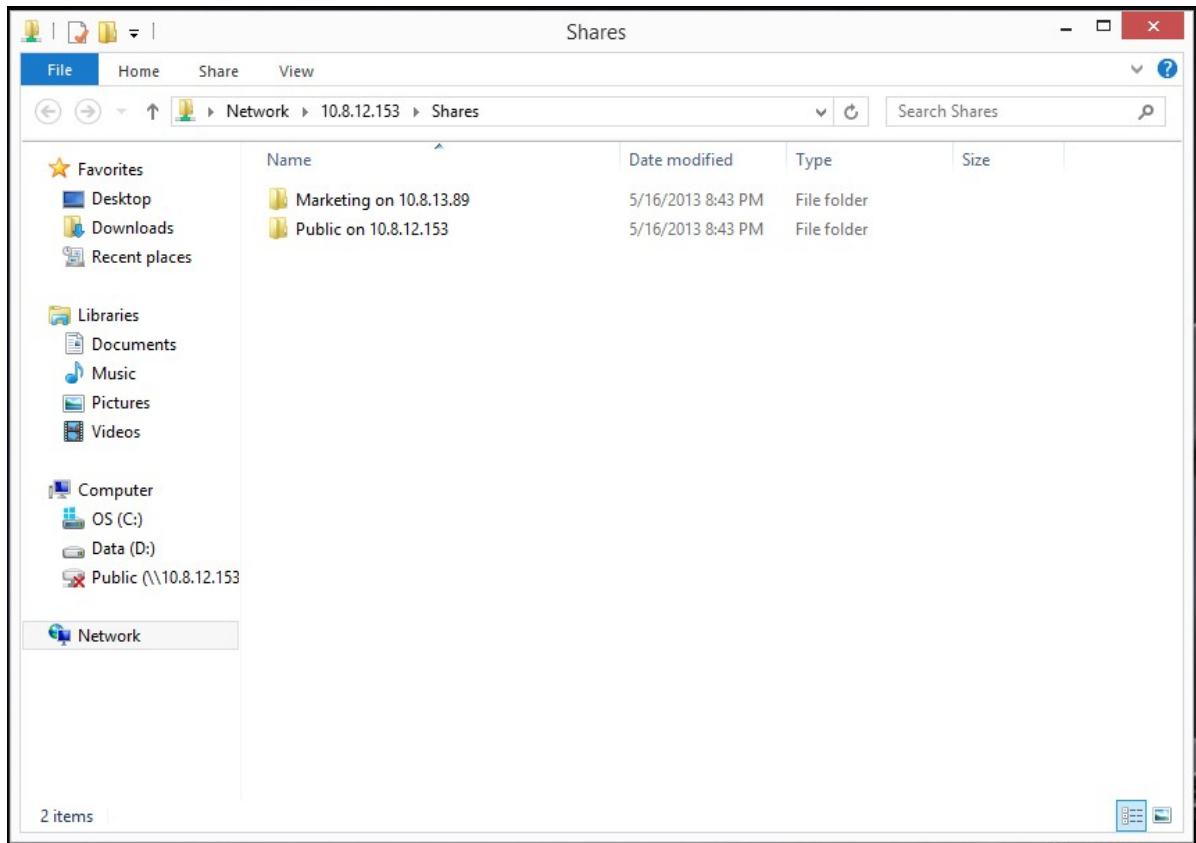 Shares
File Home Share View
Network 10.8.12.153 Shares Search Shares
Name Date modified Type Size
Favorites
Desktop
Downloads
Recent places
Libraries
Documents
Music
Pictures
Videos
Computer
OS (C:)
Data (D:)
Public (\\10.8.12.153
Network
Marketing on 10.8.13.89 5/16/2013 8:43 PM File folder
Public on 10.8.12.153 5/16/2013 8:43 PM File folder
2 items